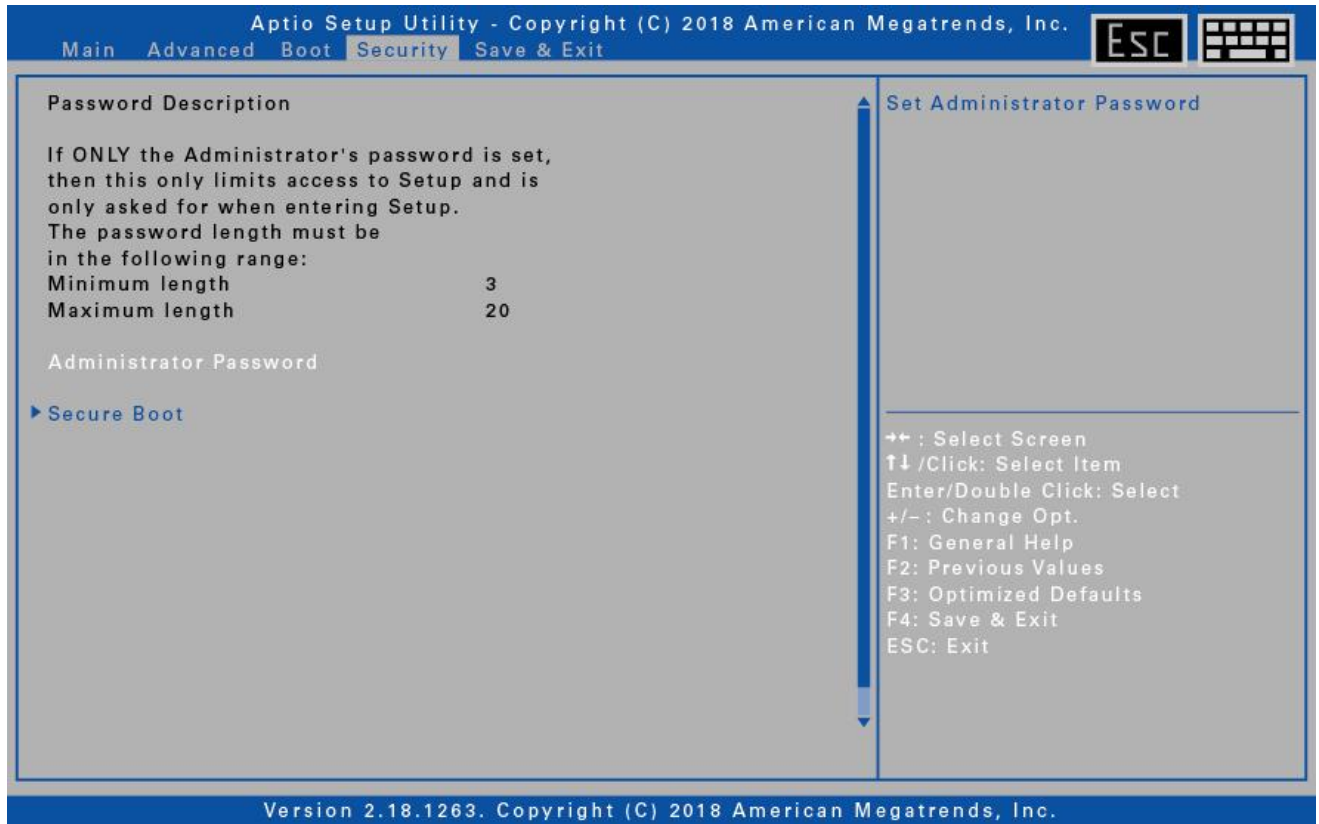 Aptio Setup Utility - Copyright (C) 2018 American Megatrends, Inc.
Main Advanced Boot Security Save & Exit
Esc
Password Description
If ONLY the Administrator's password is set,
then this only limits access to Setup and is
only asked for when entering Setup.
The password length must be
in the following range:
Minimum length 3
Maximum length 20
Administrator Password
Secure Boot
Set Administrator Password
→← : Select Screen
↑↓ /Click: Select Item
Enter/Double Click: Select
+/– : Change Opt.
F1: General Help
F2: Previous Values
F3: Optimized Defaults
F4: Save & Exit
ESC: Exit
Version 2.18.1263. Copyright (C) 2018 American Megatrends, Inc.